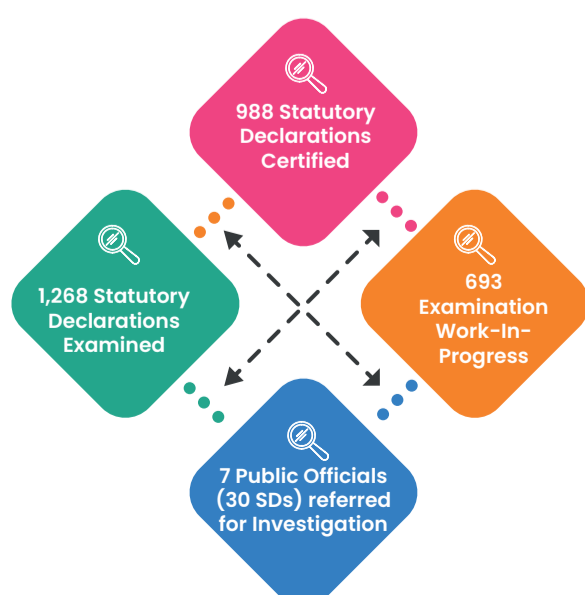 988 Statutory
Declarations
Certified
1,268 Statutory
Declarations
Examined
693
Examination
Work-In-
Progress
7 Public Officials
(30 SDs) referred
for Investigation